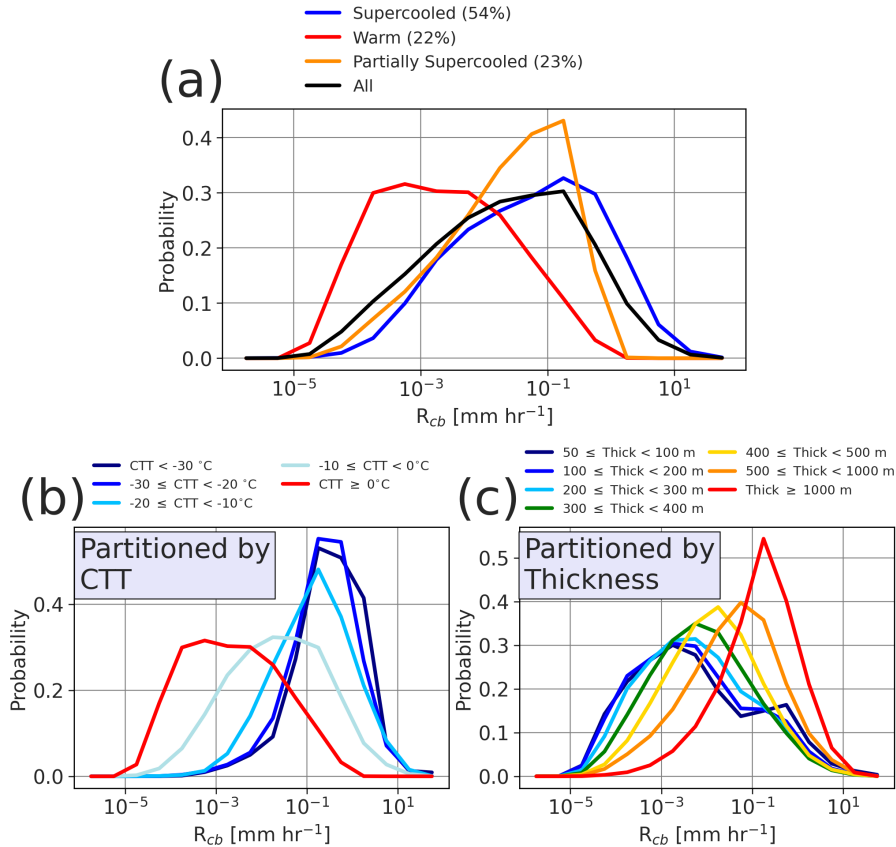 Supercooled (54%)
Warm (22%)
Partially Supercooled (23%)
All
(a)
0.4
0.3
0.2
0.1
0.0
Probability
10⁻⁵ 10⁻³ 10⁻¹ 10¹
R_cb [mm hr⁻¹]
(b)
CTT < -30 °C
-30 ≤ CTT < -20 °C
-20 ≤ CTT < -10°C
-10 ≤ CTT < 0°C
CTT ≥ 0°C
Partitioned by
CTT
0.4
0.2
0.0
Probability
10⁻⁵ 10⁻³ 10⁻¹ 10¹
R_cb [mm hr⁻¹]
(c)
50 ≤ Thick < 100 m
100 ≤ Thick < 200 m
200 ≤ Thick < 300 m
300 ≤ Thick < 400 m
400 ≤ Thick < 500 m
500 ≤ Thick < 1000 m
Thick ≥ 1000 m
Partitioned by
Thickness
0.5
0.4
0.3
0.2
0.1
0.0
Probability
10⁻⁵ 10⁻³ 10⁻¹ 10¹
R_cb [mm hr⁻¹]